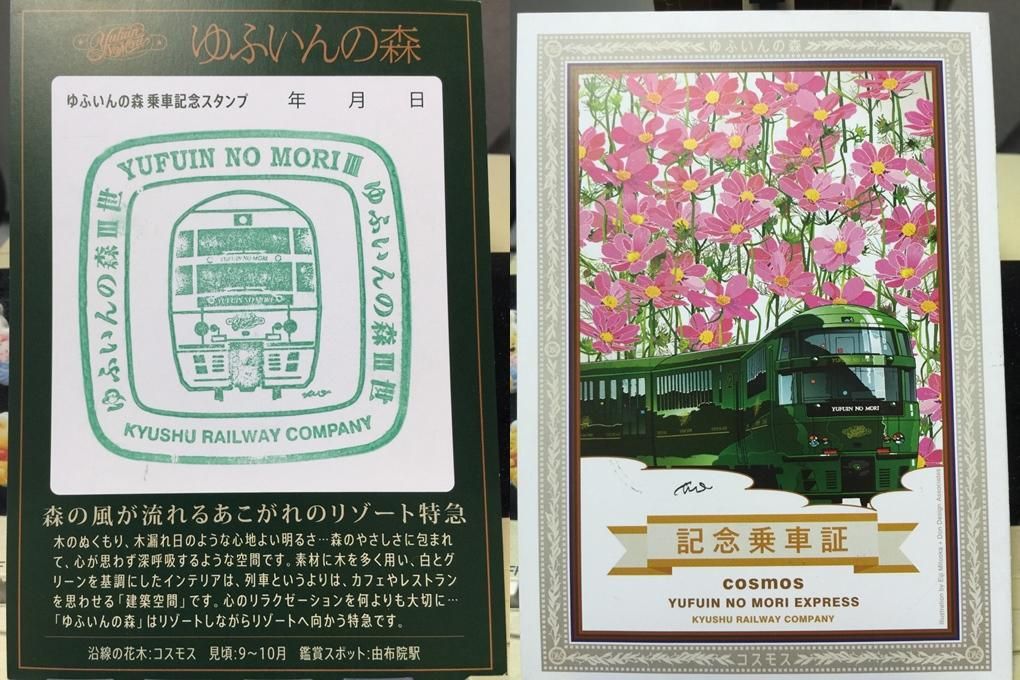 Yufuin
ゆふいんの森
ゆふいんの森 乗車記念スタンプ 年 月 日
YUFUIN NO MORI Ⅲ
ゆふいんの森 Ⅲ 世
ゆふいんの森 Ⅲ 世
YUFUIN NO MORI
YUFUIN NO MORI
KYUSHU RAILWAY COMPANY
森の風が流れるあこがれのリゾート特急
木のぬくもり、木漏れ日のような心地よい明るさ…森のやさしさに包まれ
て、心が思わず深呼吸するような空間です。素材に木を多く用い、白とグ
リーンを基調にしたインテリアは、列車というよりは、カフェやレストラン
を思わせる「建築空間」です。心のリラクゼーションを何よりも大切に…
「ゆふいんの森」はリゾートしながらリゾートへ向かう特急です。
沿線の花木:コスモス 見頃:9〜10月 鑑賞スポット:由布院駅
ゆふいんの森
YUFUIN NO MORI
記念乗車証
cosmos
YUFUIN NO MORI EXPRESS
KYUSHU RAILWAY COMPANY
Illustration by Eiji Mitooka + Don Design Associates
コスモス